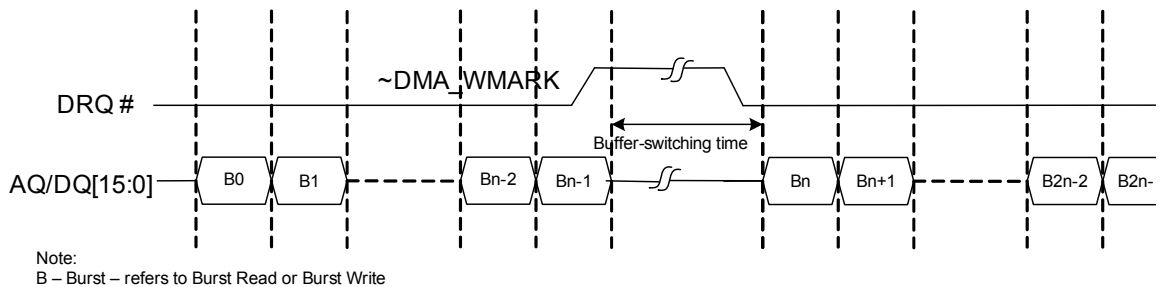 ~DMA_WMARK
DRQ #
Buffer-switching time
AQ/DQ[15:0] B0 B1 Bn-2 Bn-1 Bn Bn+1 B2n-2 B2n-
Note:
B – Burst – refers to Burst Read or Burst Write